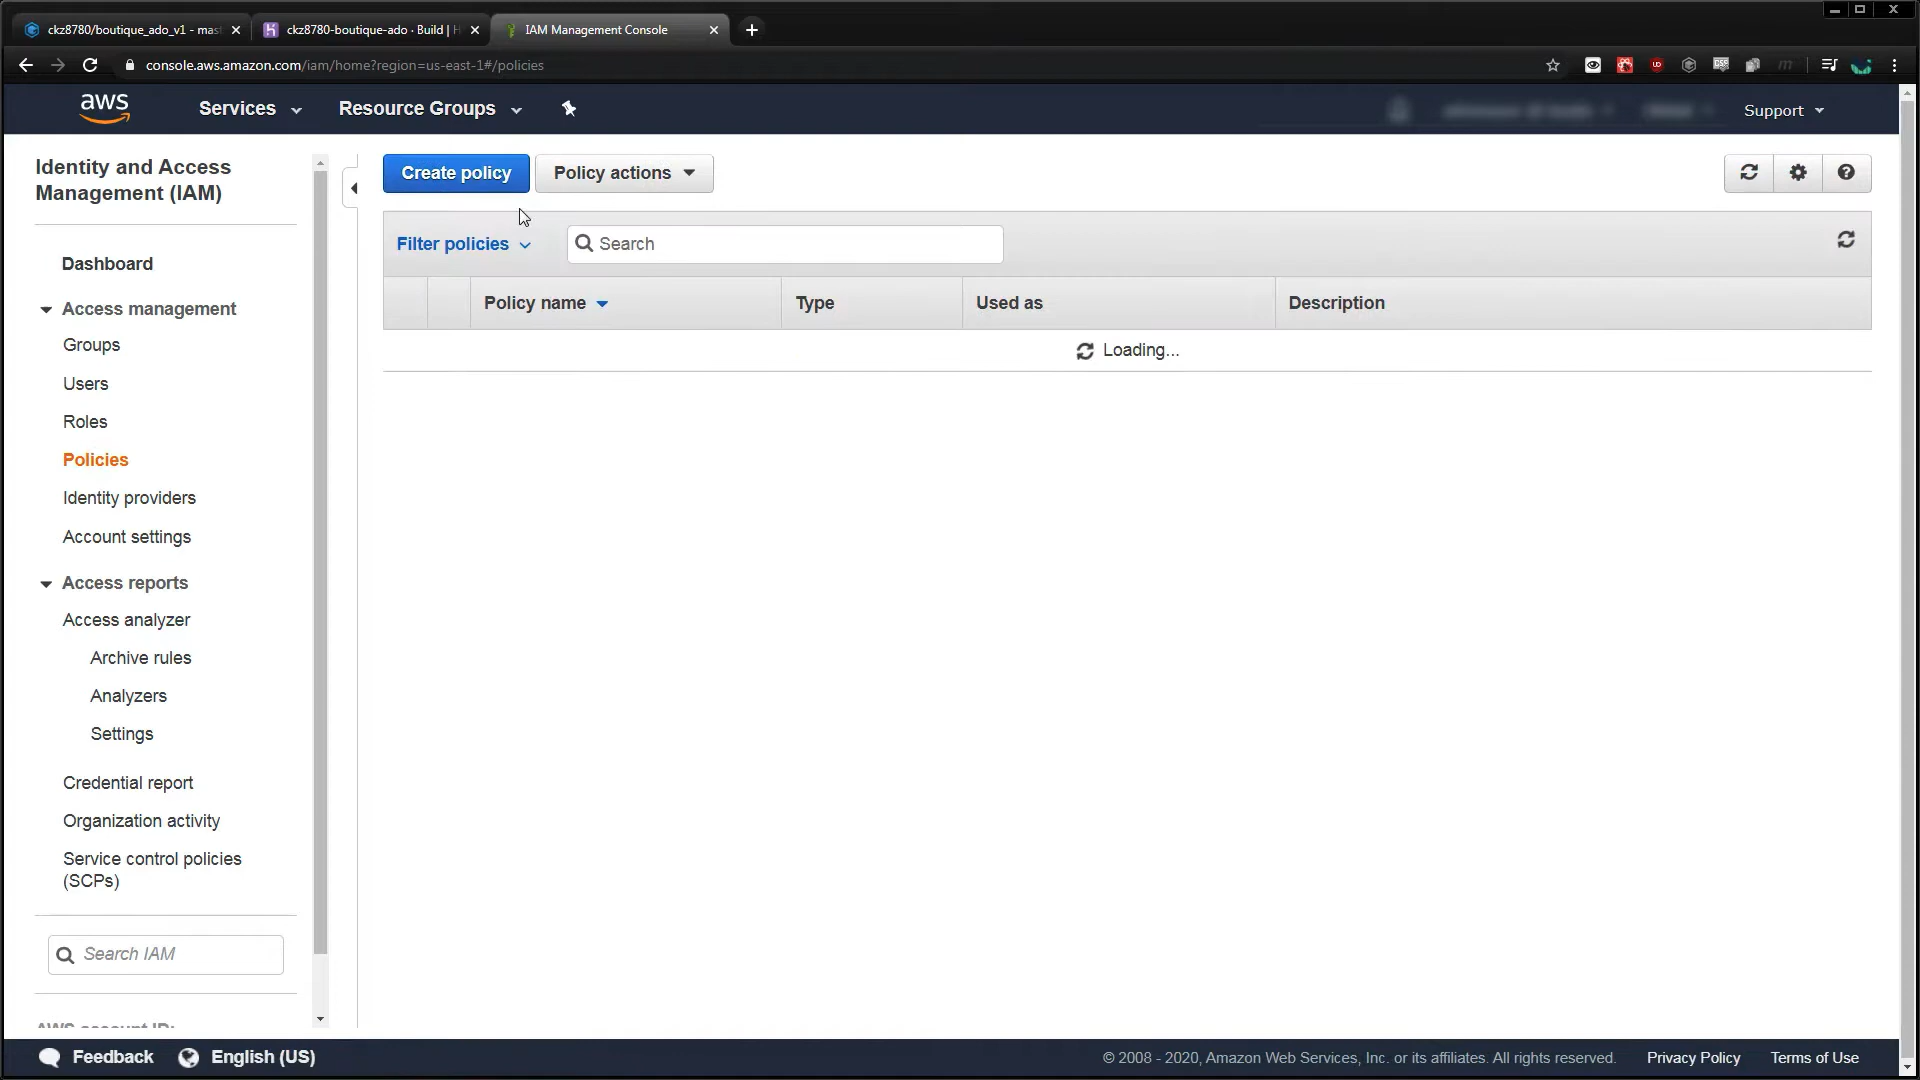 ckz8780/boutique_ado_v1 - mast
ckz8780-boutique-ado · Build | H
IAM Management Console
console.aws.amazon.com/iam/home?region=us-east-1#/policies
aws
Services
Resource Groups
Support
Identity and Access
Management (IAM)
Dashboard
Access management
Groups
Users
Roles
Policies
Identity providers
Account settings
Access reports
Access analyzer
Archive rules
Analyzers
Settings
Credential report
Organization activity
Service control policies
(SCPs)
Search IAM
AWS account ID:
Create policy
Policy actions
Filter policies
Search
Policy name
Type
Used as
Description
Loading...
Feedback
English (US)
© 2008 - 2020, Amazon Web Services, Inc. or its affiliates. All rights reserved.
Privacy Policy
Terms of Use